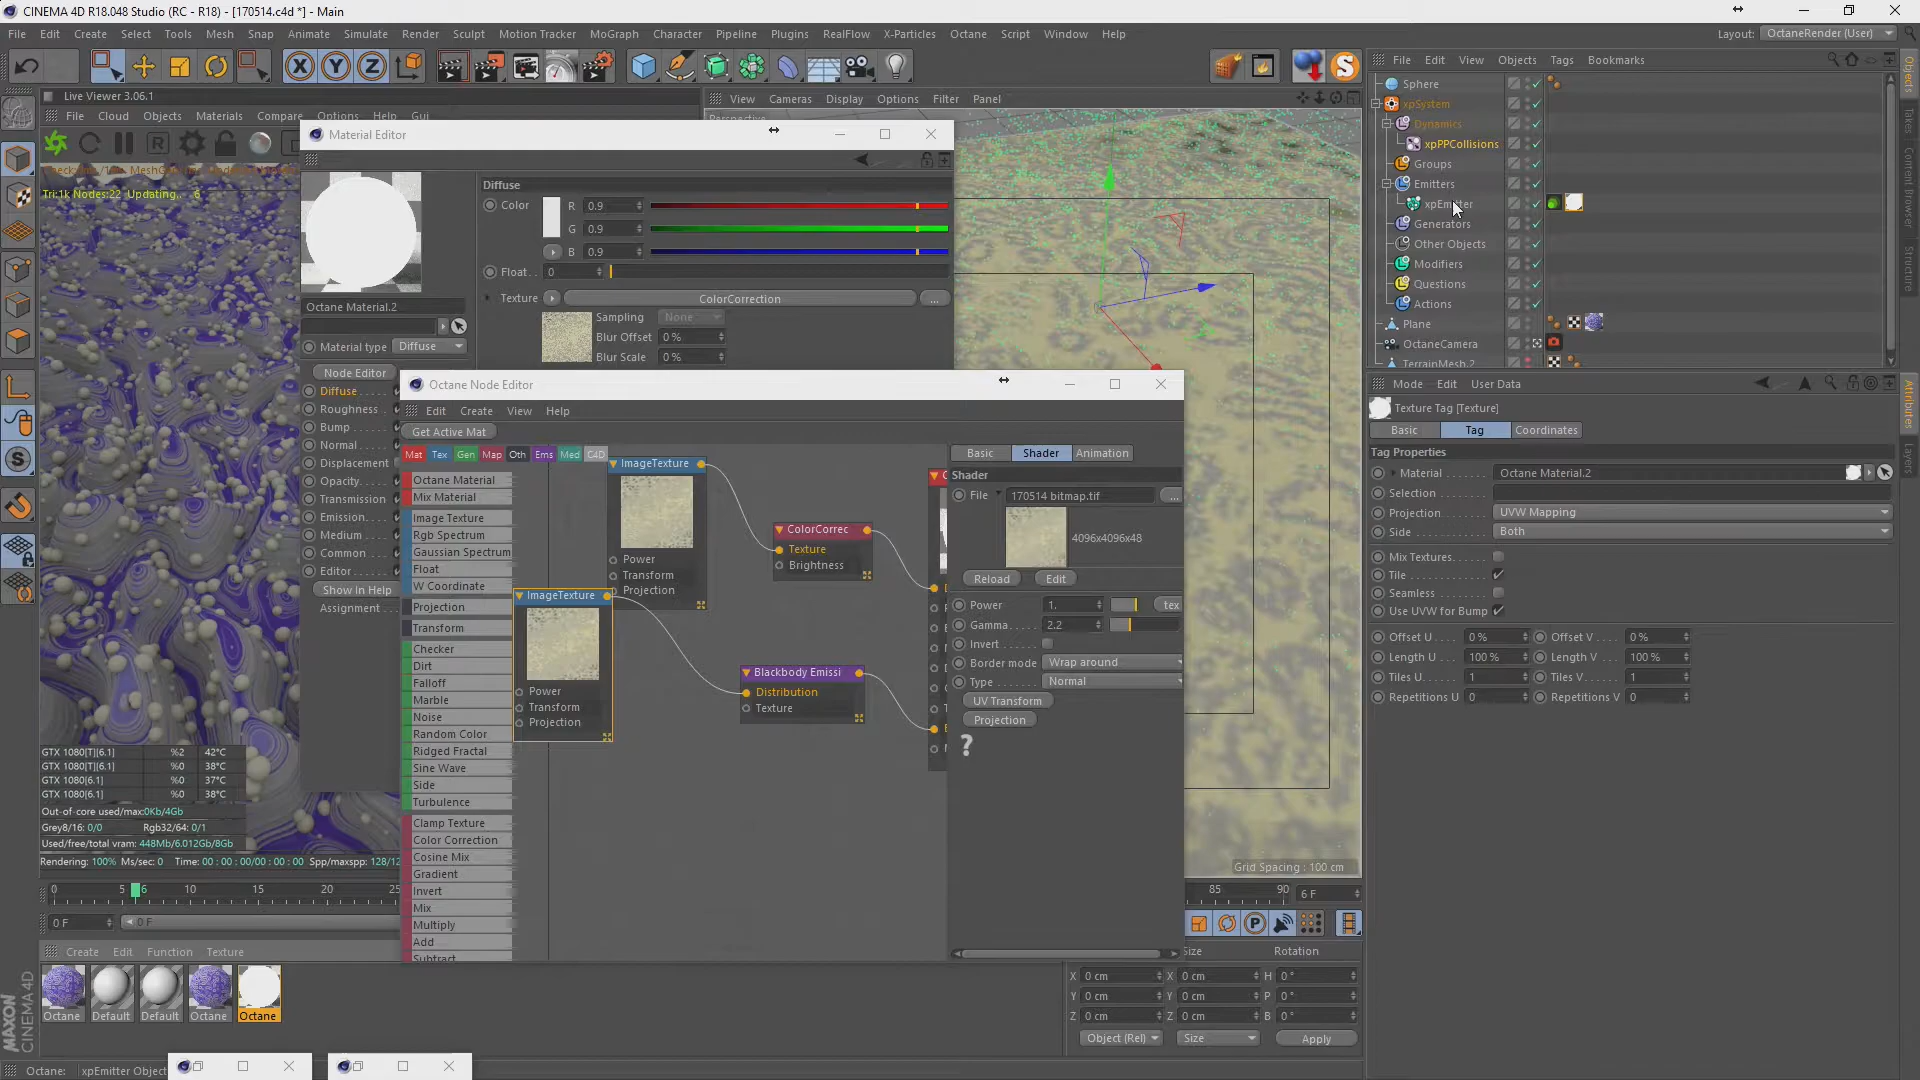 CINEMA 4D R18.048 Studio (RC - R18) - [170514.c4d *] - Main
File Edit Create Select Tools Mesh Snap Animate Simulate Render Sculpt Motion Tracker MoGraph Character Pipeline Plugins RealFlow X-Particles Octane Script Window Help
Layout: OctaneRender (User)
Live Viewer 3.06.1
File Cloud Objects Materials Compare Options Help Gui
Tri:1k Nodes:22 Updating.. 6
GTX 1080[T][6.1] %2 42°C
GTX 1080[T][6.1] %0 38°C
GTX 1080[6.1] %0 37°C
GTX 1080[6.1] %0 38°C
Out-of-core used/max:0Kb/4Gb
Grey8/16: 0/0 Rgb32/64: 0/1
Used/free/total vram: 448Mb/6.012Gb/8Gb
Rendering: 100% Ms/sec: 0 Time: 00 : 00 : 00/00 : 00 : 00 Spp/maxspp: 128/12
Material Editor
Octane Material.2
Material type Diffuse
Node Editor
Diffuse
Roughness
Bump
Normal
Displacement
Opacity
Transmission
Emission
Medium
Common
Editor
Show In Help
Assignment
Diffuse
Color R 0.9
G 0.9
B 0.9
Float 0
Texture ColorCorrection ...
Sampling None
Blur Offset 0 %
Blur Scale 0 %
Octane Node Editor
Edit Create View Help
Get Active Mat
Mat Tex Gen Map Oth Ems Med C4D
Octane Material
Mix Material
Image Texture
Rgb Spectrum
Gaussian Spectrum
Float
W Coordinate
Projection
Transform
Checker
Dirt
Falloff
Marble
Noise
Random Color
Ridged Fractal
Sine Wave
Side
Turbulence
Clamp Texture
Color Correction
Cosine Mix
Gradient
Invert
Mix
Multiply
Add
Subtract
ImageTexture
Power
Transform
Projection
ImageTexture
Power
Transform
Projection
ColorCorrec
Texture
Brightness
Blackbody Emissi
Distribution
Texture
Basic Shader Animation
Shader
File 170514 bitmap.tif ...
4096x4096x48
Reload Edit
Power 1. tex
Gamma 2.2
Invert
Border mode Wrap around
Type Normal
UV Transform
Projection
?
View Cameras Display Options Filter Panel
Perspective
Grid Spacing : 100 cm
File Edit View Objects Tags Bookmarks
Sphere
xpSystem
Dynamics
xpPPCollisions
Groups
Emitters
xpEmitter
Generators
Other Objects
Modifiers
Questions
Actions
Plane
OctaneCamera
TerrainMesh.2
Objects
Takes
Content Browser
Structure
Attributes
Layers
Mode Edit User Data
Texture Tag [Texture]
Basic Tag Coordinates
Tag Properties
Material Octane Material.2
Selection
Projection UVW Mapping
Side Both
Mix Textures
Tile
Seamless
Use UVW for Bump
Offset U 0 % Offset V 0 %
Length U 100 % Length V 100 %
Tiles U 1 Tiles V 1
Repetitions U 0 Repetitions V 0
0 5 6 10 15 20 25
85 90 6 F
0 F 0 F
Create Edit Function Texture
Octane Default Default Octane Octane
Size Rotation
X 0 cm X 0 cm H 0 °
Y 0 cm Y 0 cm P 0 °
Z 0 cm Z 0 cm B 0 °
Object (Rel) Size Apply
MAXON
CINEMA 4D
Octane: xpEmitter Object